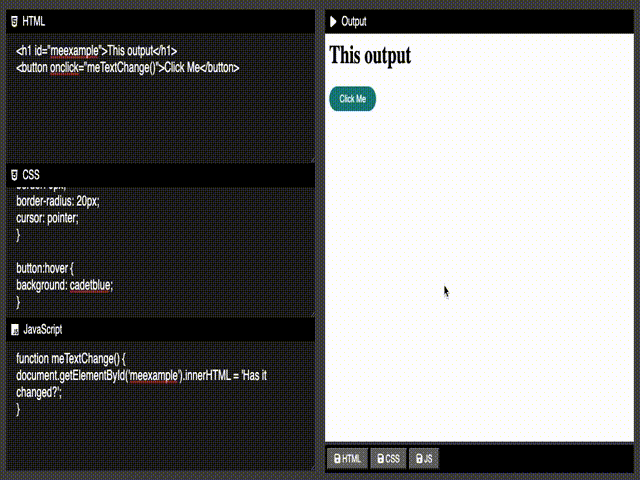 HTML
<h1 id="meexample">This output</h1>
<button onclick="meTextChange()">Click Me</button>
CSS
border-radius: 20px;
cursor: pointer;
}
button:hover {
background: cadetblue;
}
JavaScript
function meTextChange() {
document.getElementById('meexample').innerHTML = 'Has it
changed?';
}
Output
This output
Click Me
HTML
CSS
JS